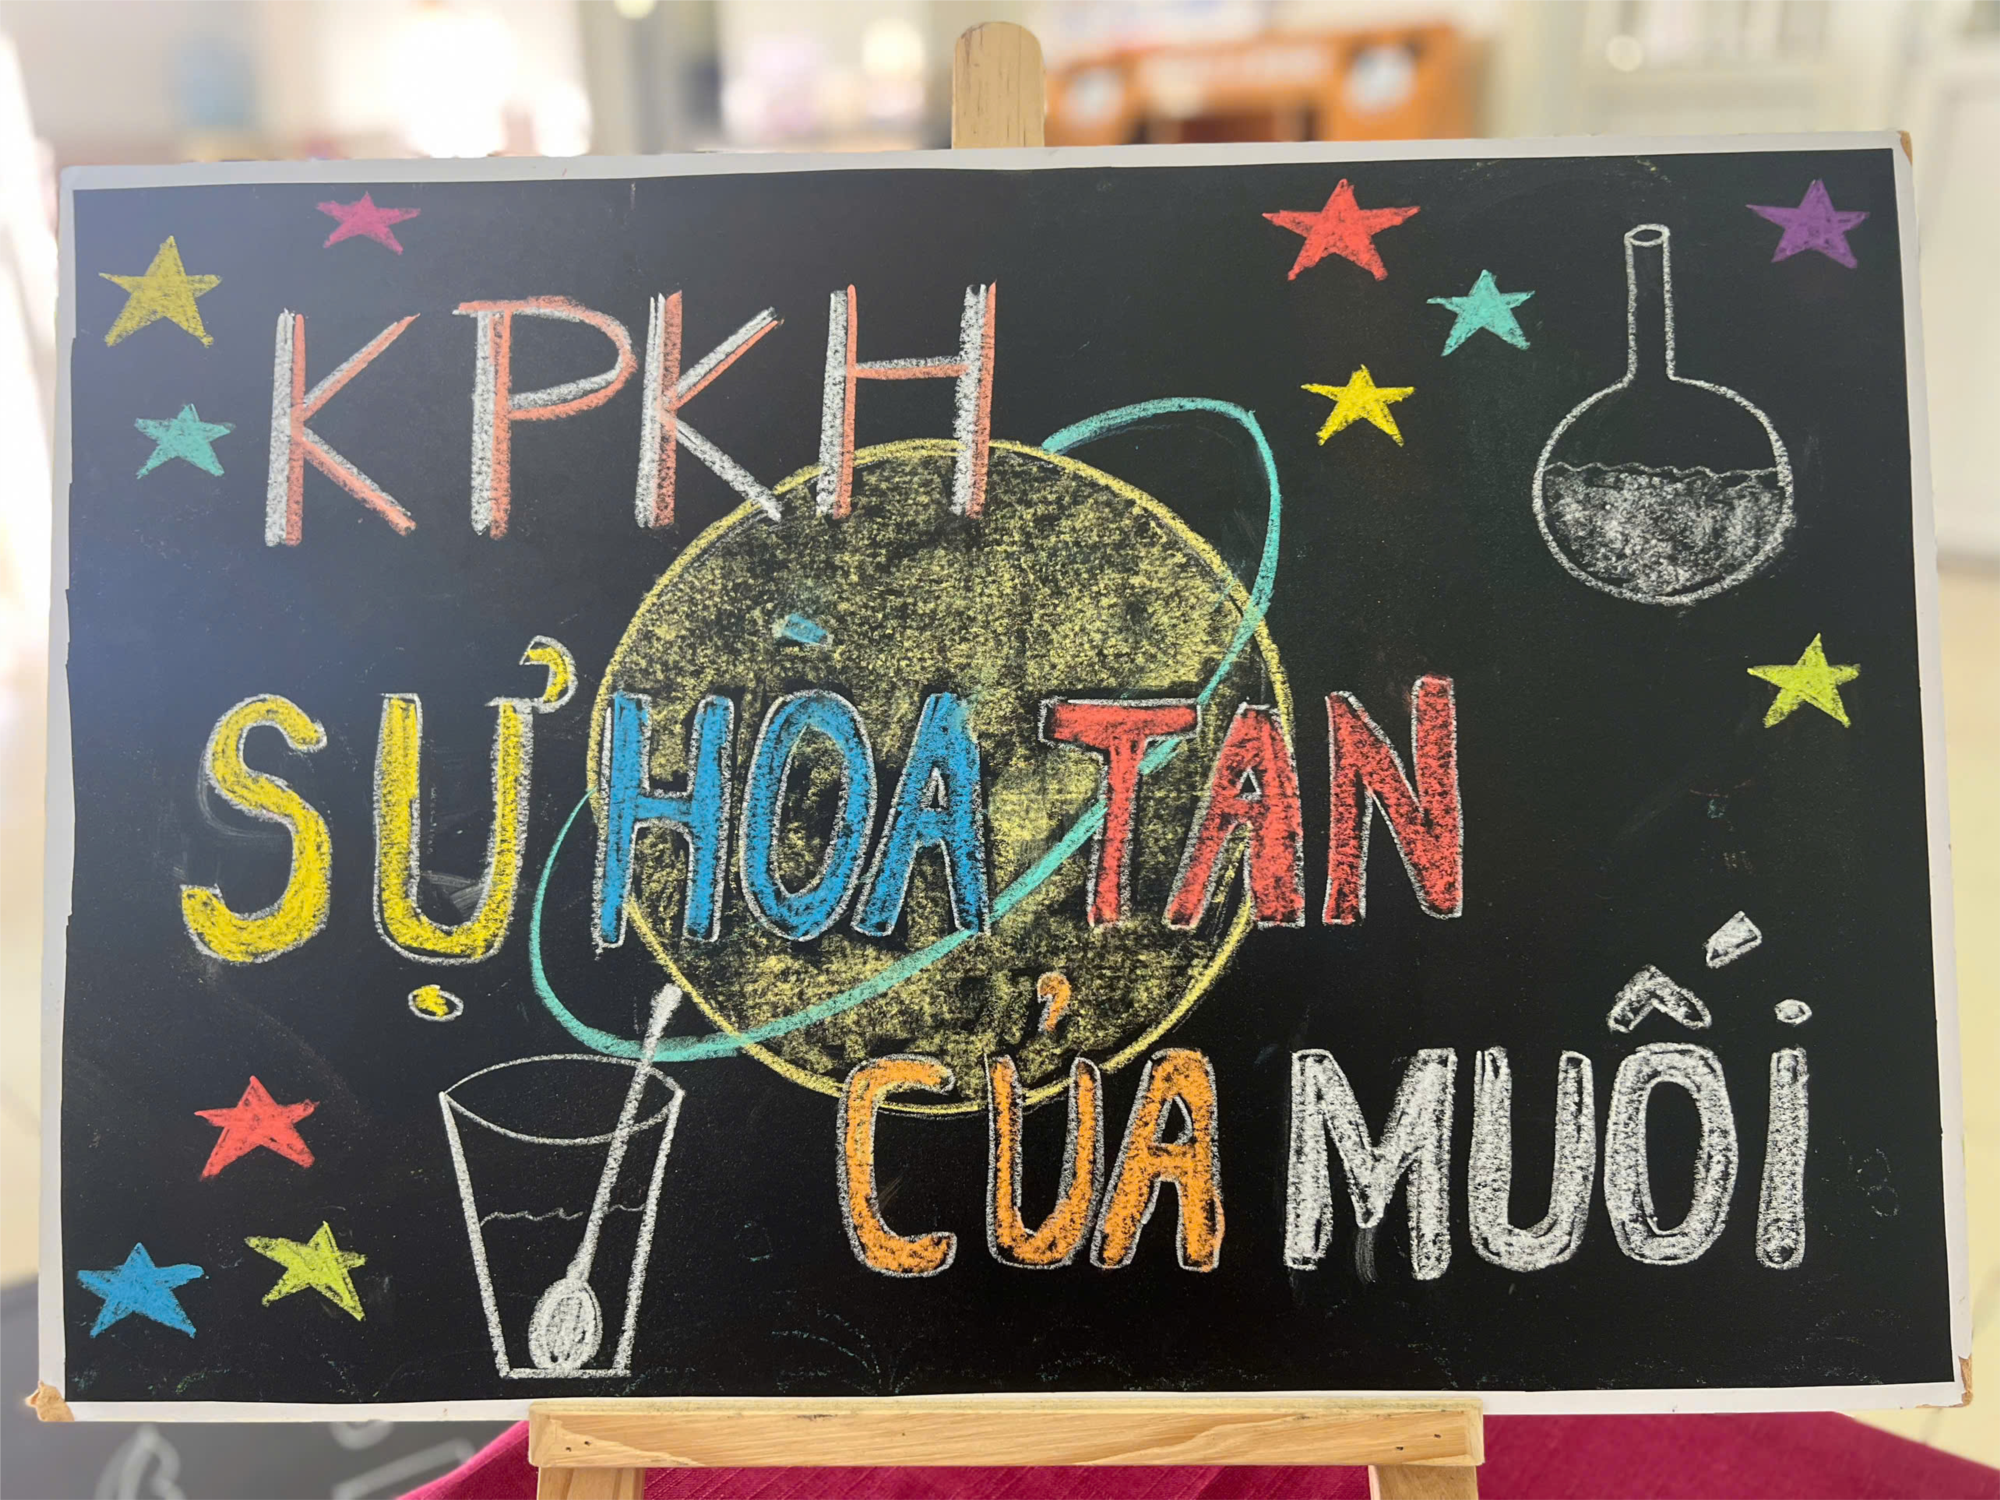 KPKH
SỰ HÒA TAN
CỦA MUỐi